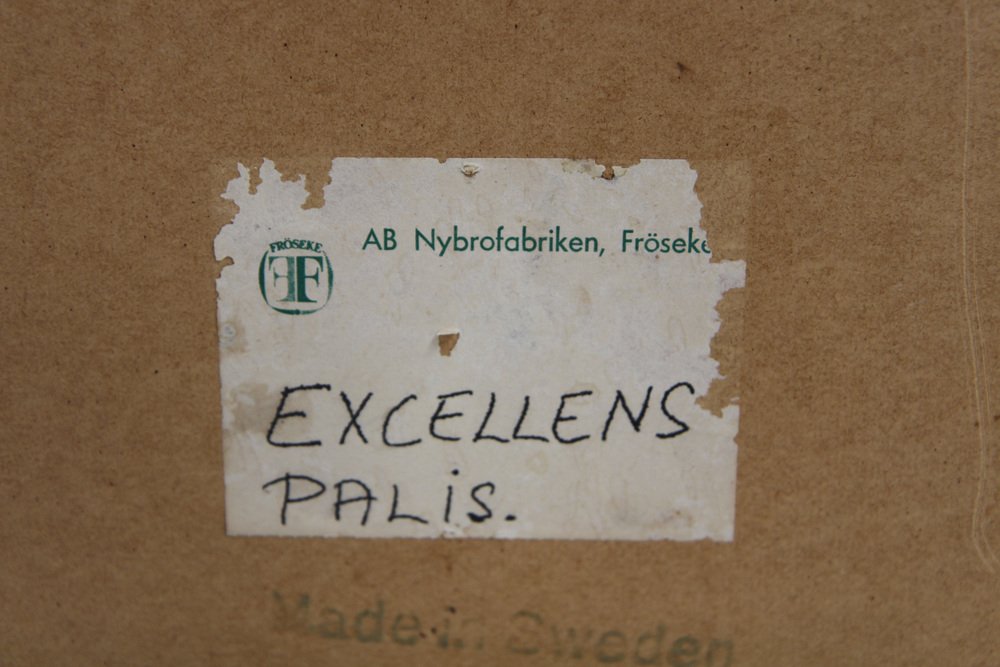 AB Nybrofabriken, Fröseke
FRÖSEKE
FF
EXCELLENS
PALiS.
Made in Sweden